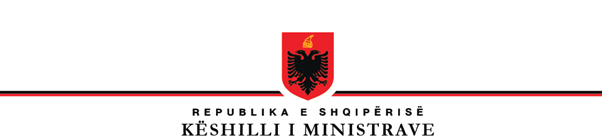 REPUBLIKA E SHQIPËRISË
KËSHILLI I MINISTRAVE